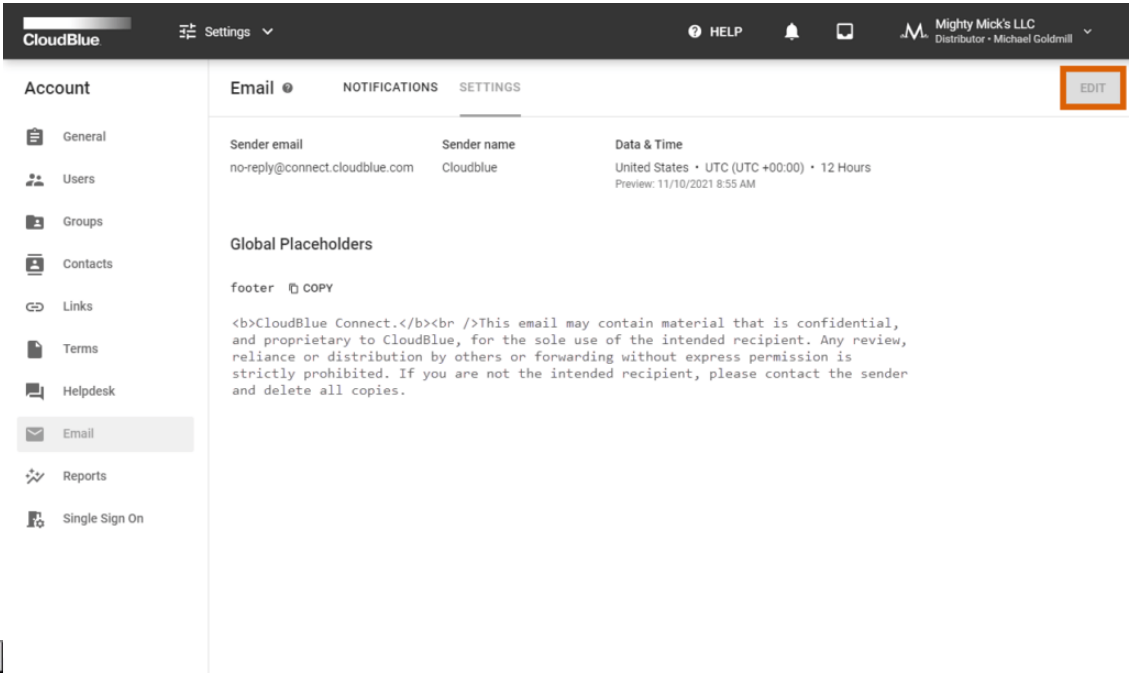 CloudBlue.
Settings
HELP
Mighty Mick's LLC
Distributor • Michael Goldmill
Account
General
Users
Groups
Contacts
Links
Terms
Helpdesk
Email
Reports
Single Sign On
Email
NOTIFICATIONS
SETTINGS
EDIT
Sender email
no-reply@connect.cloudblue.com
Sender name
Cloudblue
Data & Time
United States • UTC (UTC +00:00) • 12 Hours
Preview: 11/10/2021 8:55 AM
Global Placeholders
footer COPY
<b>CloudBlue Connect.</b><br />This email may contain material that is confidential,
and proprietary to CloudBlue, for the sole use of the intended recipient. Any review,
reliance or distribution by others or forwarding without express permission is
strictly prohibited. If you are not the intended recipient, please contact the sender
and delete all copies.